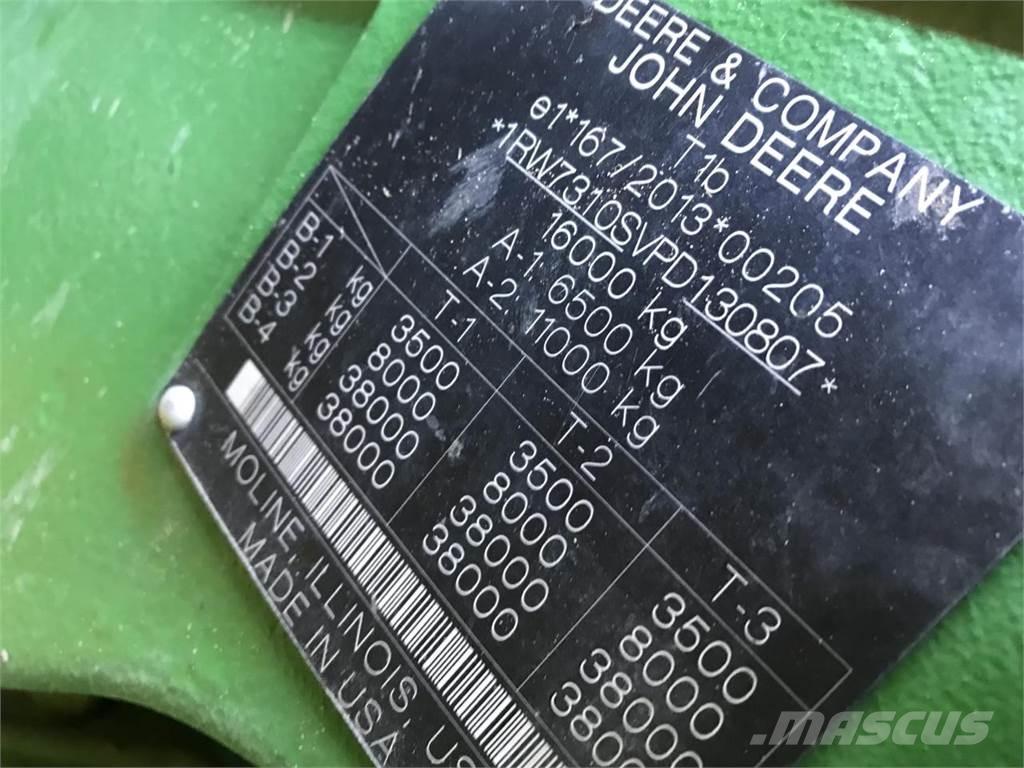 DEERE & COMPANY
JOHN DEERE
T1b
e1*167/2013*00205
*1RW7310SVPD130807*
16000 kg
A-1 6500 kg
A-2 11000 kg
T-1 T-2 T-3
B-1 kg 3500 3500 3500
B-2 kg 8000 8000 8000
B-3 kg 38000 38000 38000
B-4 kg 38000 38000
MOLINE, ILLINOIS,
MADE IN USA
MASCUS